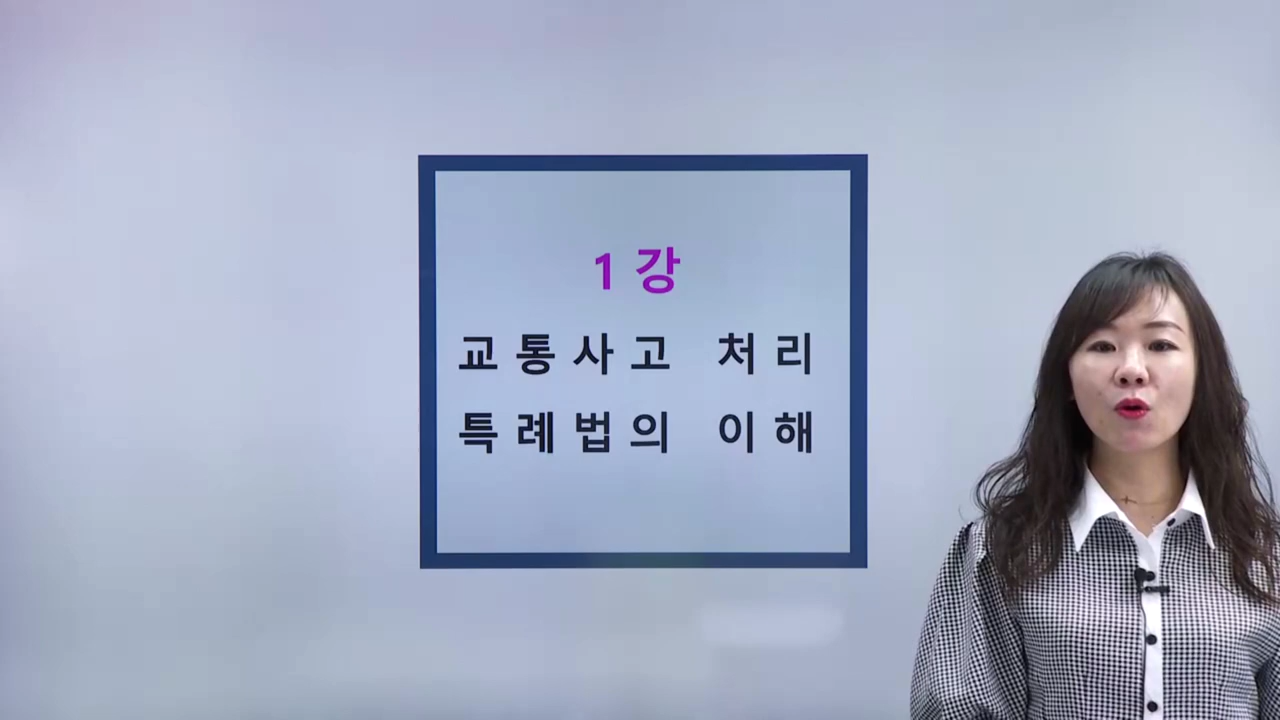 1강
교통사고 처리
특례법의 이해